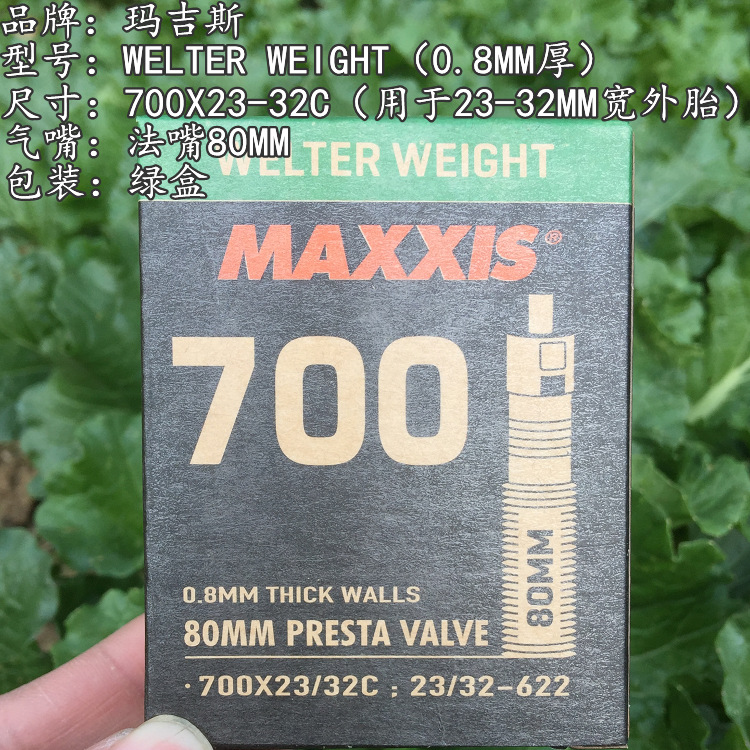 品牌：玛吉斯
型号：WELTER WEIGHT（0.8MM厚）
尺寸：700X23-32C（用于23-32MM宽外胎）
气嘴：法嘴80MM
包装：绿盒
WELTER WEIGHT
MAXXIS®
700
80MM
0.8MM THICK WALLS
80MM PRESTA VALVE
·700X23/32C ; 23/32-622